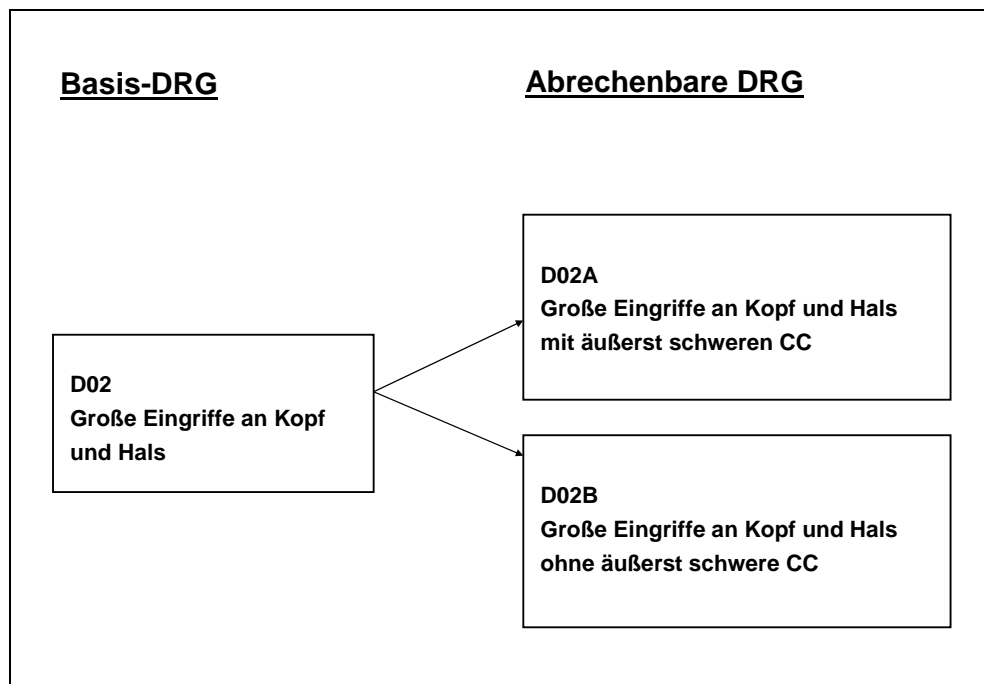 Basis-DRG
Abrechenbare DRG
D02
Große Eingriffe an Kopf
und Hals
D02A
Große Eingriffe an Kopf und Hals
mit äußerst schweren CC
D02B
Große Eingriffe an Kopf und Hals
ohne äußerst schwere CC